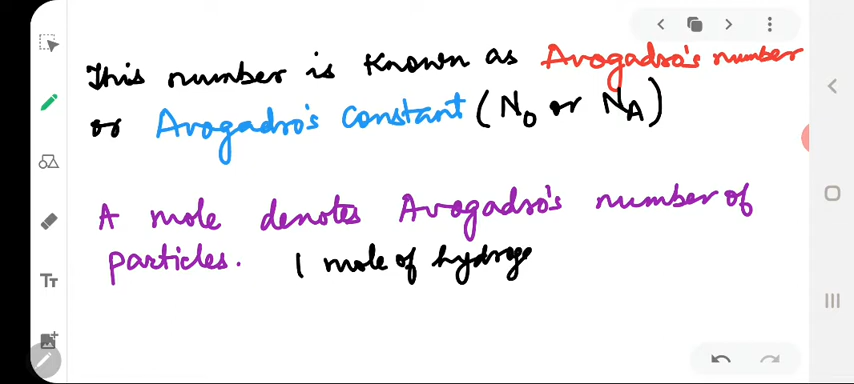 This number is known as Avogadro's number
or Avogadro's constant (N₀ or Nₐ)
A mole denotes Avogadro's number of
particles. 1 mole of hydroge
Tт